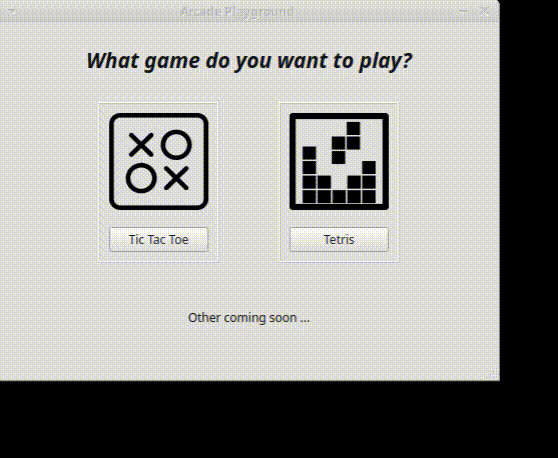 Arcade Playground
What game do you want to play?
Tic Tac Toe
Tetris
Other coming soon ...